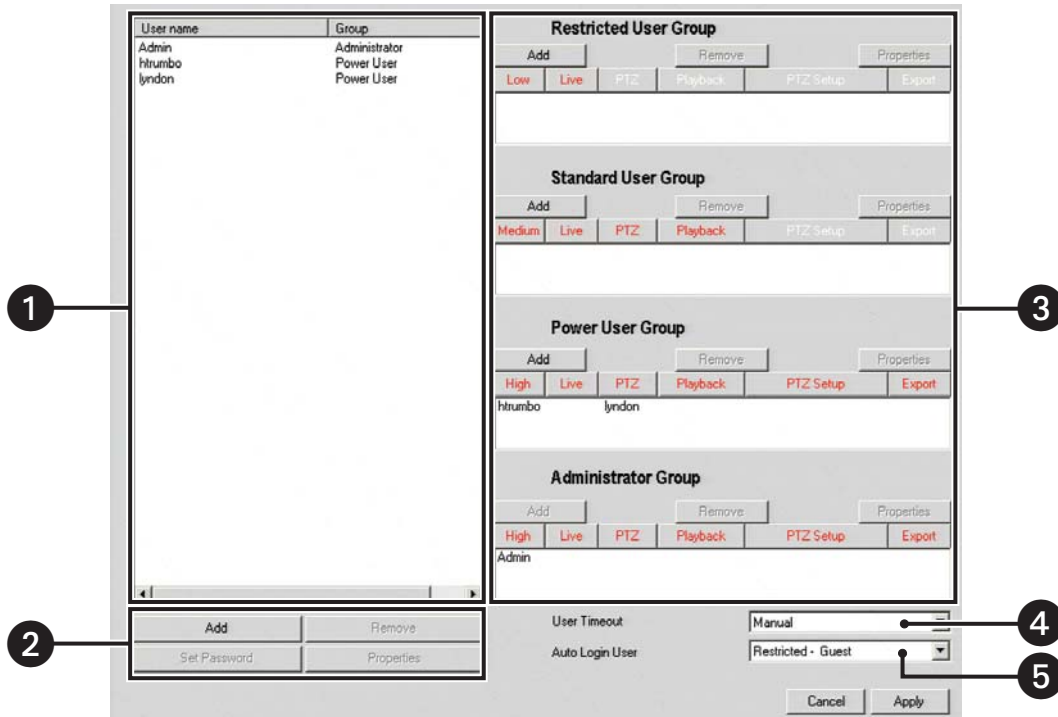 User name Group
Admin Administrator
htrumbo Power User
lyndon Power User
1
Add Remove
Set Password Properties
2
Restricted User Group
Add Remove Properties
Low Live PTZ Playback PTZ Setup Export
Standard User Group
Add Remove Properties
Medium Live PTZ Playback PTZ Setup Export
Power User Group
Add Remove Properties
High Live PTZ Playback PTZ Setup Export
htrumbo lyndon
Administrator Group
Add Remove Properties
High Live PTZ Playback PTZ Setup Export
Admin
3
User Timeout Manual 4
Auto Login User Restricted - Guest 5
Cancel Apply